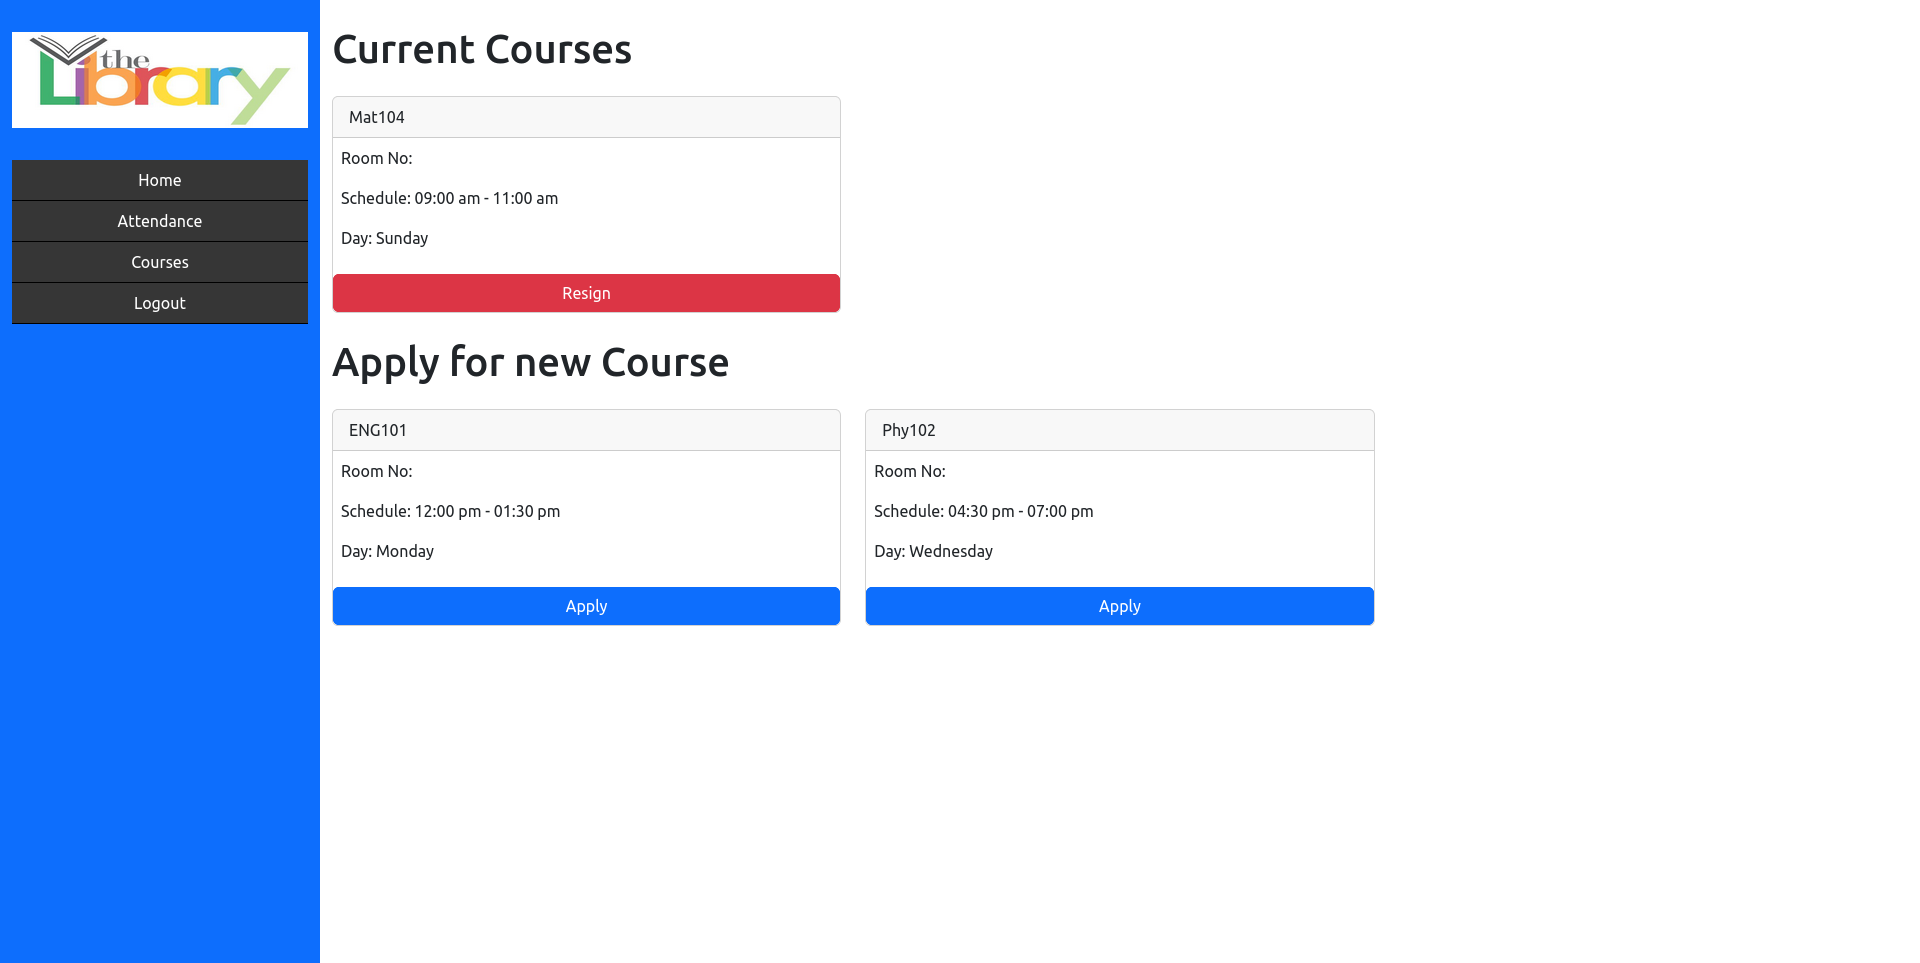 the
Library
Home
Attendance
Courses
Logout
Current Courses
Mat104
Room No:
Schedule: 09:00 am - 11:00 am
Day: Sunday
Resign
Apply for new Course
ENG101
Room No:
Schedule: 12:00 pm - 01:30 pm
Day: Monday
Apply
Phy102
Room No:
Schedule: 04:30 pm - 07:00 pm
Day: Wednesday
Apply